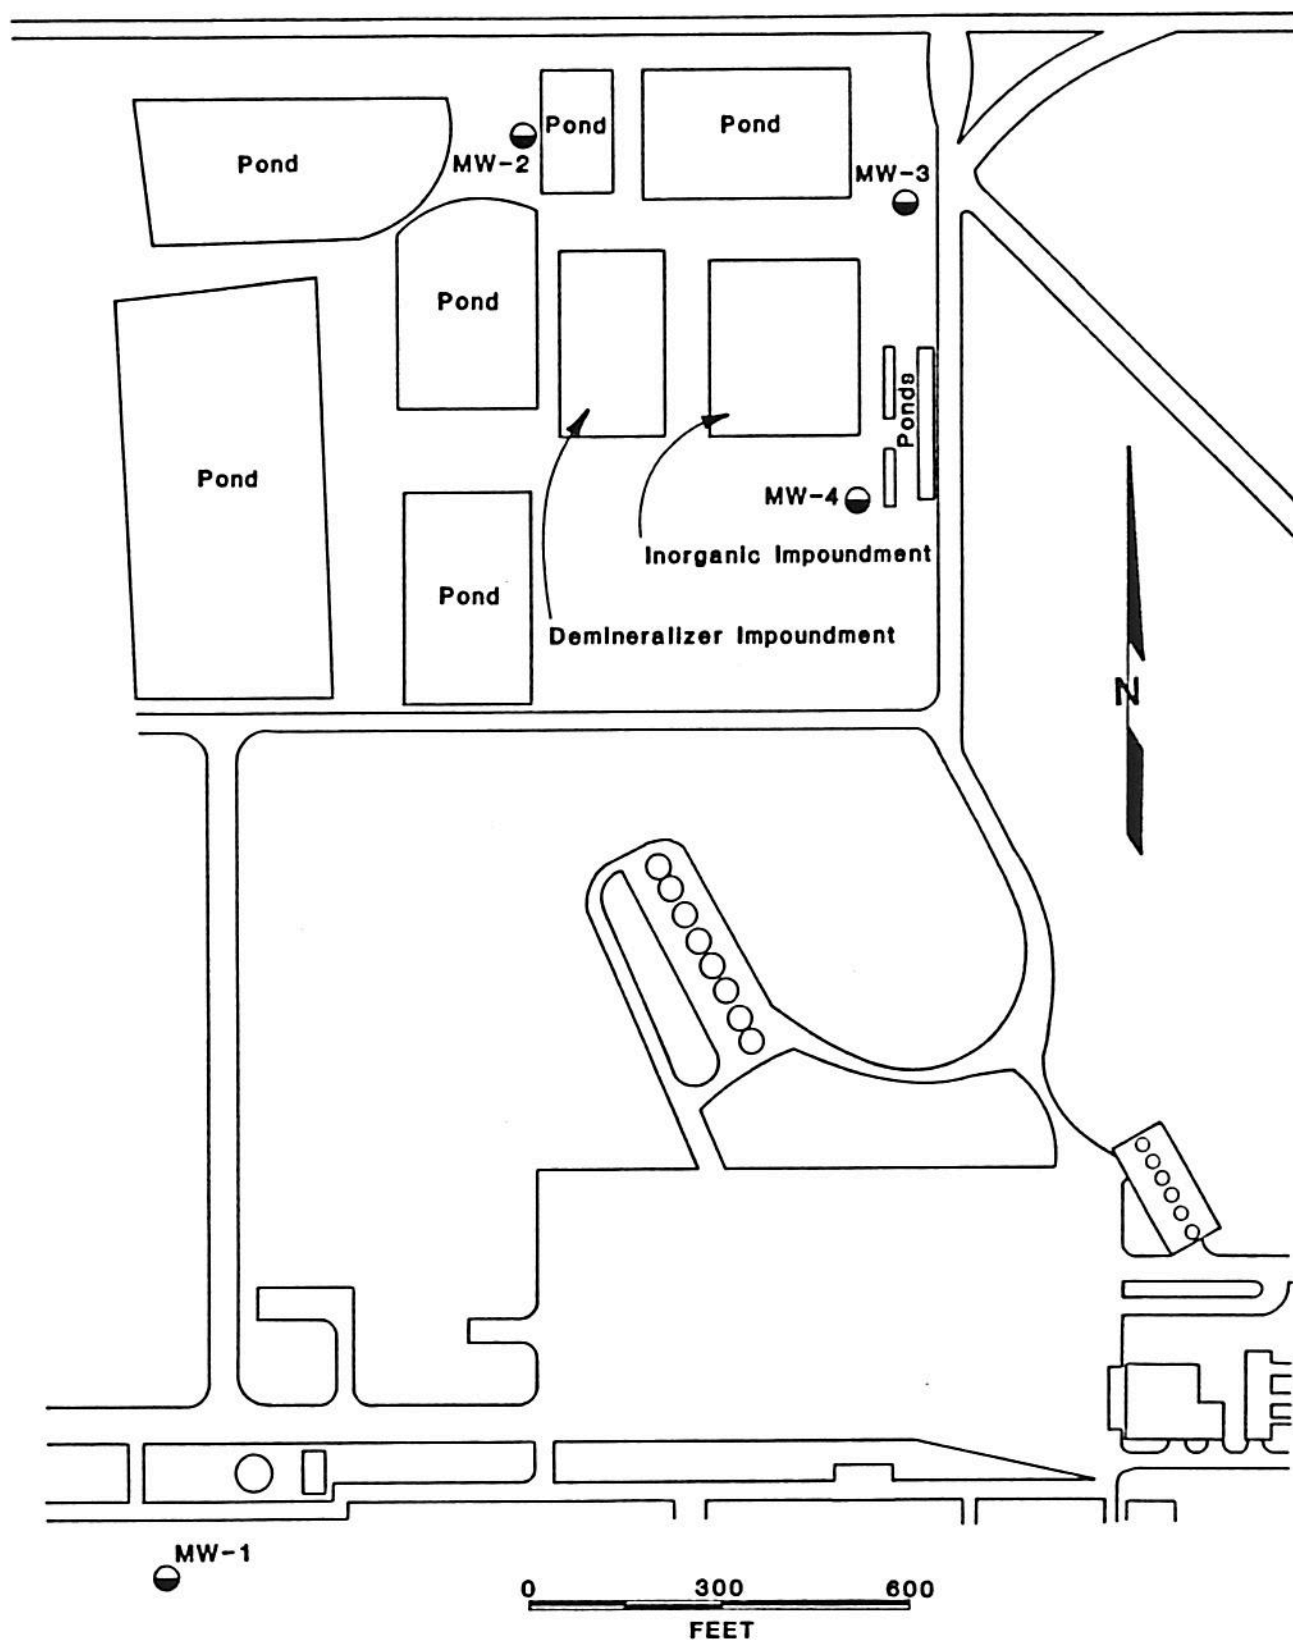 Pond
Pond
Pond
MW-2
MW-3
Pond
Ponds
Pond
MW-4
Inorganic Impoundment
Pond
Demineralizer Impoundment
N
MW-1
0 300 600
FEET